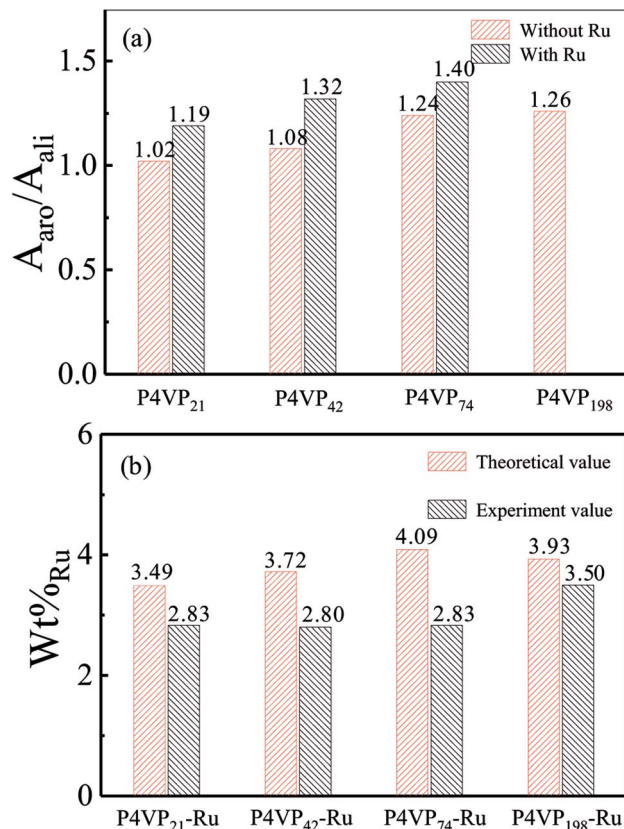 (a)
Without Ru
With Ru
A_aro/A_ali
1.5
1.0
0.5
0.0
1.02
1.19
1.08
1.32
1.24
1.40
1.26
P4VP₂₁
P4VP₄₂
P4VP₇₄
P4VP₁₉₈
(b)
Theoretical value
Experiment value
Wt%_Ru
6
4
2
0
3.49
2.83
3.72
2.80
4.09
2.83
3.93
3.50
P4VP₂₁-Ru
P4VP₄₂-Ru
P4VP₇₄-Ru
P4VP₁₉₈-Ru